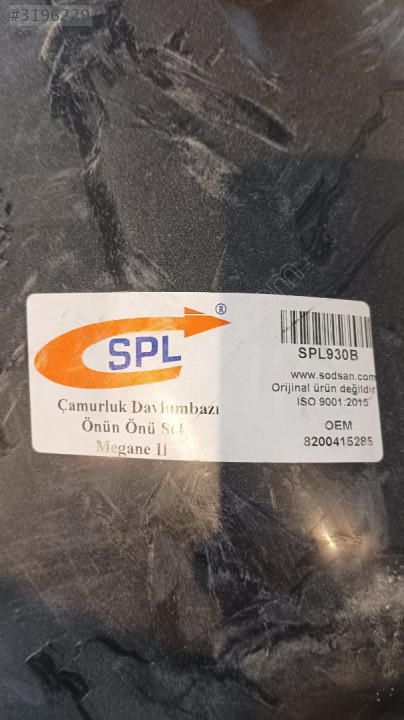 #3196229
SPL®
Çamurluk Davlumbazı
Önün Önü Sol
Megane II
SPL930B
www.sodsan.com
Orijinal ürün değildir
ISO 9001:2015
OEM
8200415285